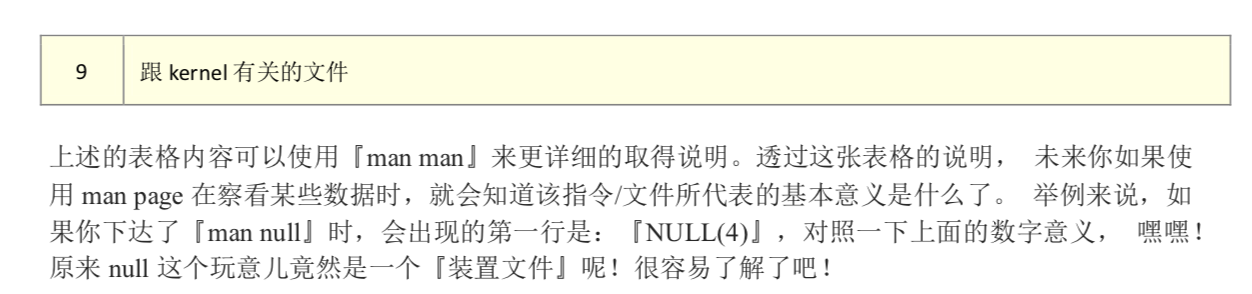 9 跟 kernel 有关的文件
上述的表格内容可以使用『man man』来更详细的取得说明。透过这张表格的说明， 未来你如果使
用 man page 在察看某些数据时，就会知道该指令/文件所代表的基本意义是什么了。 举例来说，如
果你下达了『man null』时，会出现的第一行是：『NULL(4)』，对照一下上面的数字意义， 嘿嘿！
原来 null 这个玩意儿竟然是一个『装置文件』呢！很容易了解了吧！